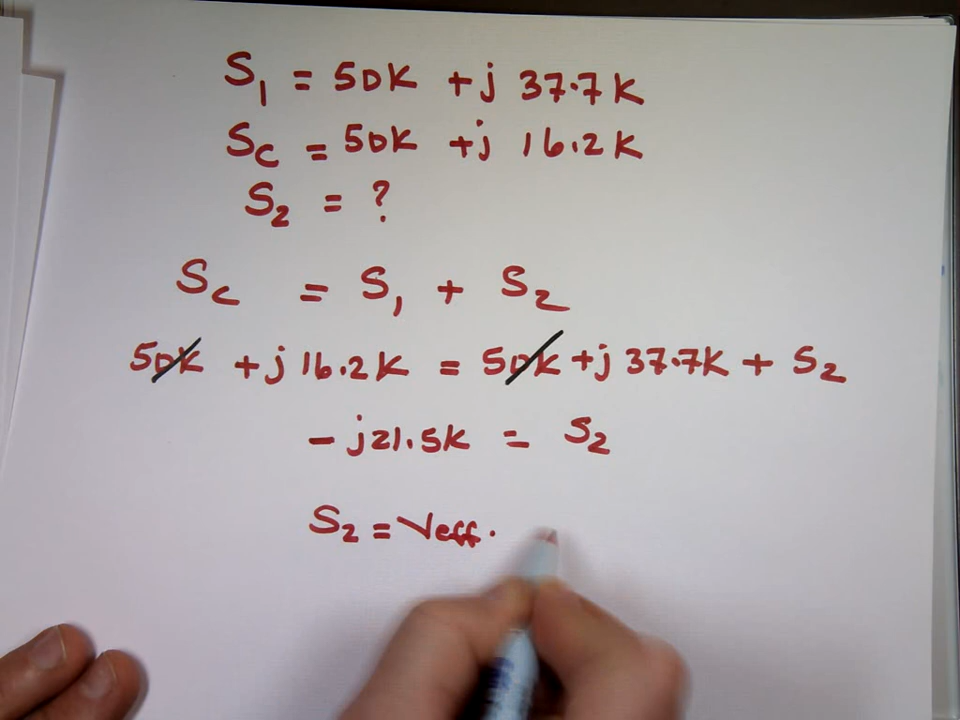 S₁ = 50K + j 37.7K
Sc = 50K + j 16.2K
S₂ = ?
Sc = S₁ + S₂
50K + j 16.2K = 50K + j 37.7K + S₂
- j21.5K = S₂
S₂ = Veff.